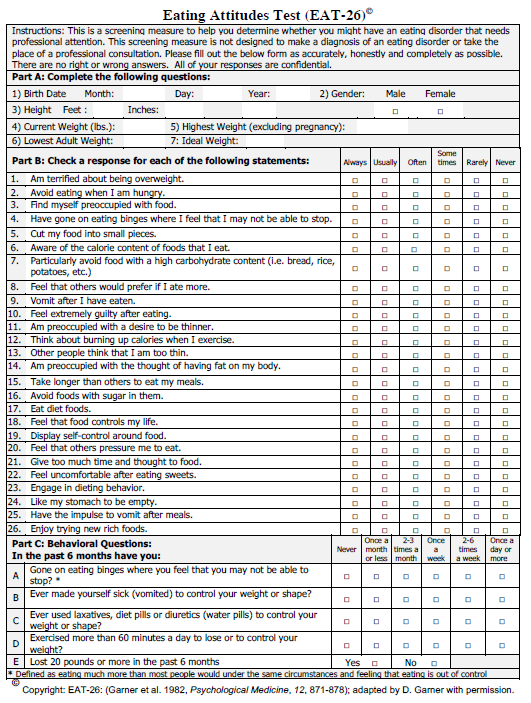 Eating Attitudes Test (EAT-26)©
Instructions: This is a screening measure to help you determine whether you might have an eating disorder that needs
professional attention. This screening measure is not designed to make a diagnosis of an eating disorder or take the
place of a professional consultation. Please fill out the below form as accurately, honestly and completely as possible.
There are no right or wrong answers. All of your responses are confidential.
Part A: Complete the following questions:
1) Birth Date Month: Day: Year: 2) Gender: Male Female
3) Height Feet : Inches: □ □
4) Current Weight (lbs.): 5) Highest Weight (excluding pregnancy):
6) Lowest Adult Weight: 7: Ideal Weight:
Part B: Check a response for each of the following statements: Always Usually Often Some times Rarely Never
1. Am terrified about being overweight. □ □ □ □ □ □
2. Avoid eating when I am hungry. □ □ □ □ □ □
3. Find myself preoccupied with food. □ □ □ □ □ □
4. Have gone on eating binges where I feel that I may not be able to stop. □ □ □ □ □ □
5. Cut my food into small pieces. □ □ □ □ □ □
6. Aware of the calorie content of foods that I eat. □ □ □ □ □ □
7. Particularly avoid food with a high carbohydrate content (i.e. bread, rice,
potatoes, etc.) □ □ □ □ □ □
8. Feel that others would prefer if I ate more. □ □ □ □ □ □
9. Vomit after I have eaten. □ □ □ □ □ □
10. Feel extremely guilty after eating. □ □ □ □ □ □
11. Am preoccupied with a desire to be thinner. □ □ □ □ □ □
12. Think about burning up calories when I exercise. □ □ □ □ □ □
13. Other people think that I am too thin. □ □ □ □ □ □
14. Am preoccupied with the thought of having fat on my body. □ □ □ □ □ □
15. Take longer than others to eat my meals. □ □ □ □ □ □
16. Avoid foods with sugar in them. □ □ □ □ □ □
17. Eat diet foods. □ □ □ □ □ □
18. Feel that food controls my life. □ □ □ □ □ □
19. Display self-control around food. □ □ □ □ □ □
20. Feel that others pressure me to eat. □ □ □ □ □ □
21. Give too much time and thought to food. □ □ □ □ □ □
22. Feel uncomfortable after eating sweets. □ □ □ □ □ □
23. Engage in dieting behavior. □ □ □ □ □ □
24. Like my stomach to be empty. □ □ □ □ □ □
25. Have the impulse to vomit after meals. □ □ □ □ □ □
26. Enjoy trying new rich foods. □ □ □ □ □ □
Part C: Behavioral Questions:
In the past 6 months have you: Never Once a month or less 2-3 times a month Once a week 2-6 times a week Once a day or more
A Gone on eating binges where you feel that you may not be able to
stop? * □ □ □ □ □ □
B Ever made yourself sick (vomited) to control your weight or shape? □ □ □ □ □ □
C Ever used laxatives, diet pills or diuretics (water pills) to control your
weight or shape? □ □ □ □ □ □
D Exercised more than 60 minutes a day to lose or to control your
weight? □ □ □ □ □ □
E Lost 20 pounds or more in the past 6 months Yes □ No □
* Defined as eating much more than most people would under the same circumstances and feeling that eating is out of control
© Copyright: EAT-26: (Garner et al. 1982, Psychological Medicine, 12, 871-878); adapted by D. Garner with permission.